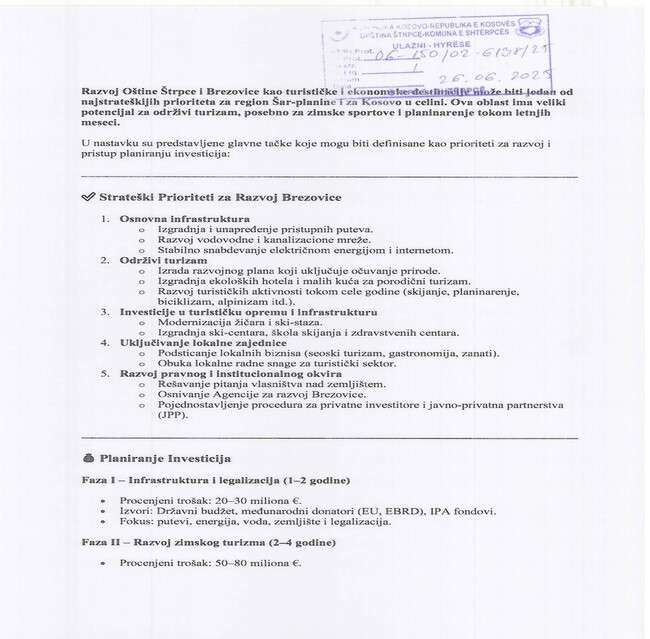 REPUBLIKA KOSOVO-REPUBLIKA E KOSOVËS
OPŠTINA ŠTRPCE-KOMUNA E SHTERPCËS
ULAZNI - HYRËSE
Prot. 06-150/02-6198/25
1
26.06.2025
Razvoj Oštine Štrpce i Brezovice kao turističke i ekonomske destinacije može biti jedan od
najstrateškijih prioriteta za region Šar-planine i za Kosovo u celini. Ova oblast ima veliki
potencijal za održivi turizam, posebno za zimske sportove i planinarenje tokom letnjih
meseci.
U nastavku su predstavljene glavne tačke koje mogu biti definisane kao prioriteti za razvoj i
pristup planiranju investicija:
Strateški Prioriteti za Razvoj Brezovice
1. Osnovna infrastruktura
o Izgradnja i unapređenje pristupnih puteva.
o Razvoj vodovodne i kanalizacione mreže.
o Stabilno snabdevanje električnom energijom i internetom.
2. Održivi turizam
o Izrada razvojnog plana koji uključuje očuvanje prirode.
o Izgradnja ekoloških hotela i malih kuća za porodični turizam.
o Razvoj turističkih aktivnosti tokom cele godine (skijanje, planinarenje,
biciklizam, alpinizam itd.).
3. Investicije u turističku opremu i infrastrukturu
o Modernizacija žičara i ski-staza.
o Izgradnja ski-centara, škola skijanja i zdravstvenih centara.
4. Uključivanje lokalne zajednice
o Podsticanje lokalnih biznisa (seoski turizam, gastronomija, zanati).
o Obuka lokalne radne snage za turistički sektor.
5. Razvoj pravnog i institucionalnog okvira
o Rešavanje pitanja vlasništva nad zemljištem.
o Osnivanje Agencije za razvoj Brezovice.
o Pojednostavljenje procedura za privatne investitore i javno-privatna partnerstva
(JPP).
Planiranje Investicija
Faza I – Infrastruktura i legalizacija (1–2 godine)
• Procenjeni trošak: 20–30 miliona €.
• Izvori: Državni budžet, međunarodni donatori (EU, EBRD), IPA fondovi.
• Fokus: putevi, energija, voda, zemljište i legalizacija.
Faza II – Razvoj zimskog turizma (2–4 godine)
• Procenjeni trošak: 50–80 miliona €.